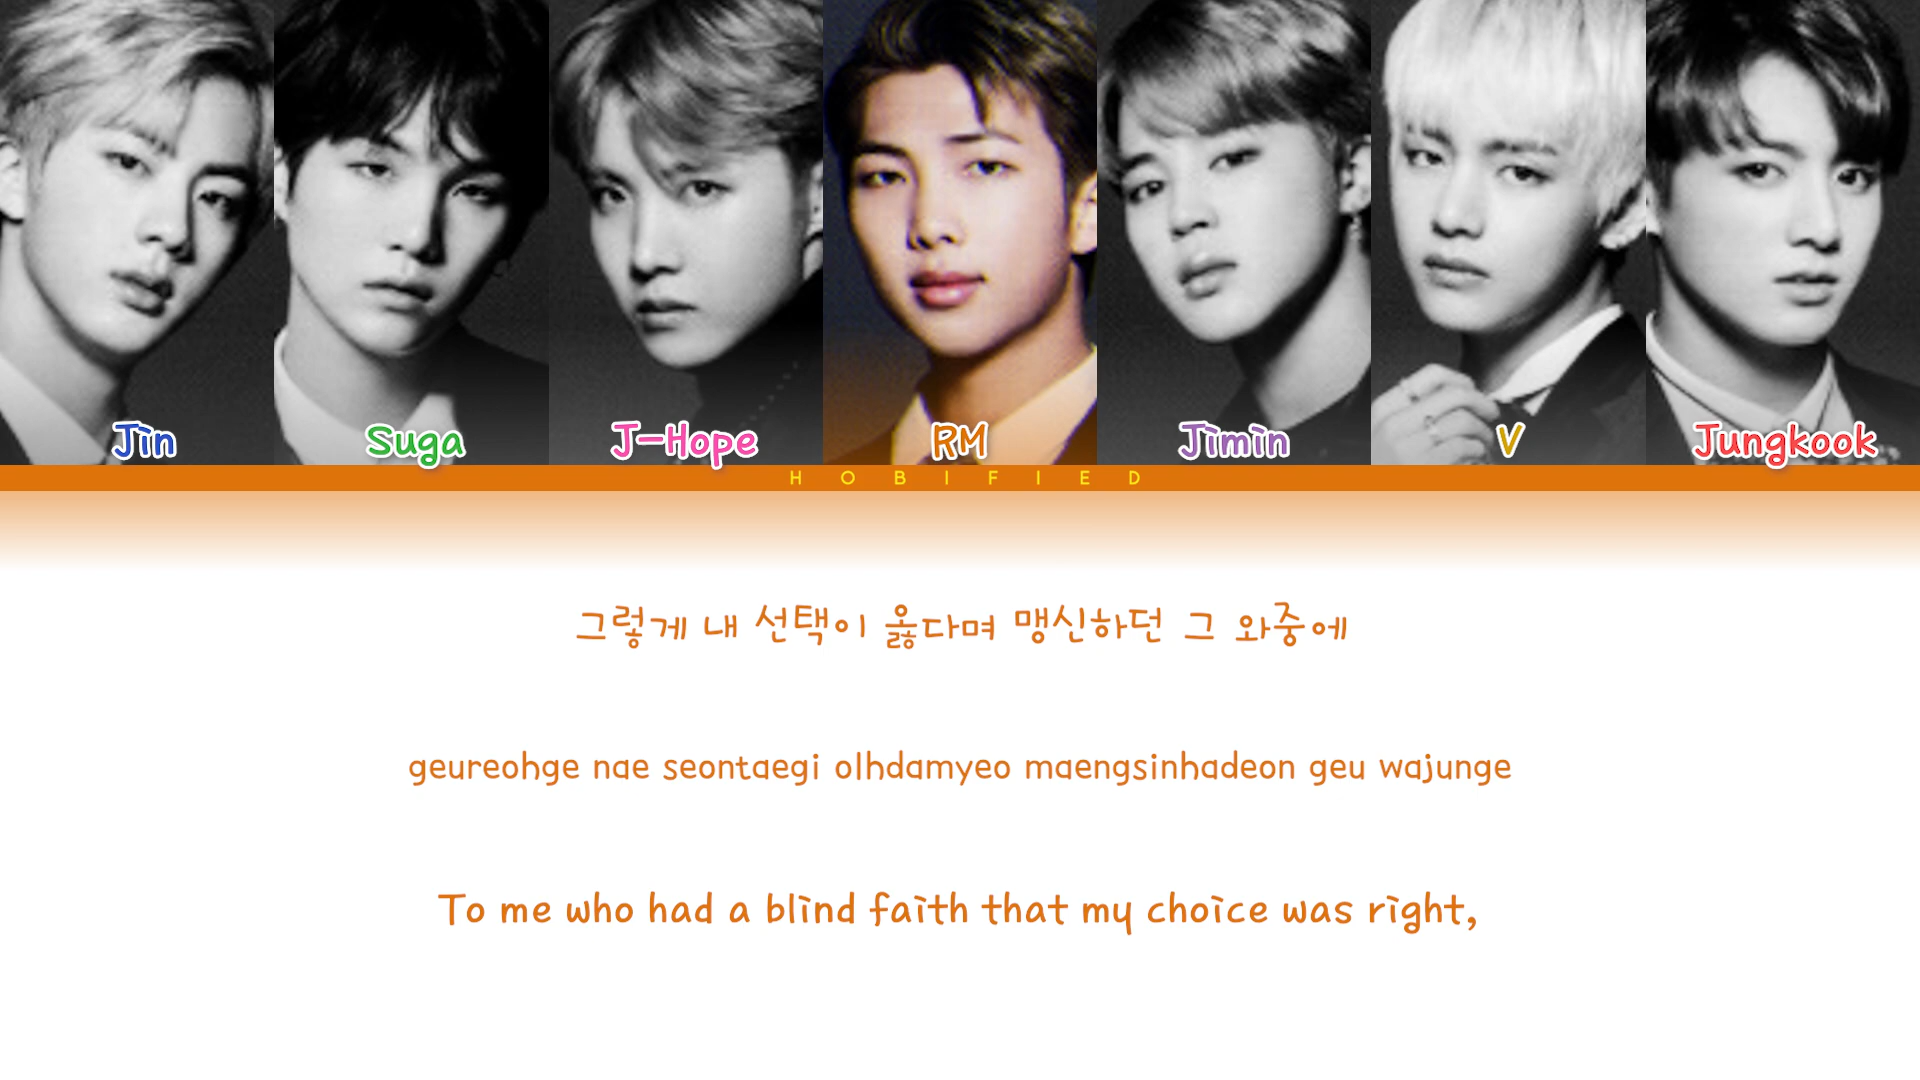 Jin Suga J-Hope RM Jimin V Jungkook
HOBIFIED
그렇게 내 선택이 옳다며 맹신하던 그 와중에
geureohge nae seontaegi olhdamyeo maengsinhadeon geu wajunge
To me who had a blind faith that my choice was right,